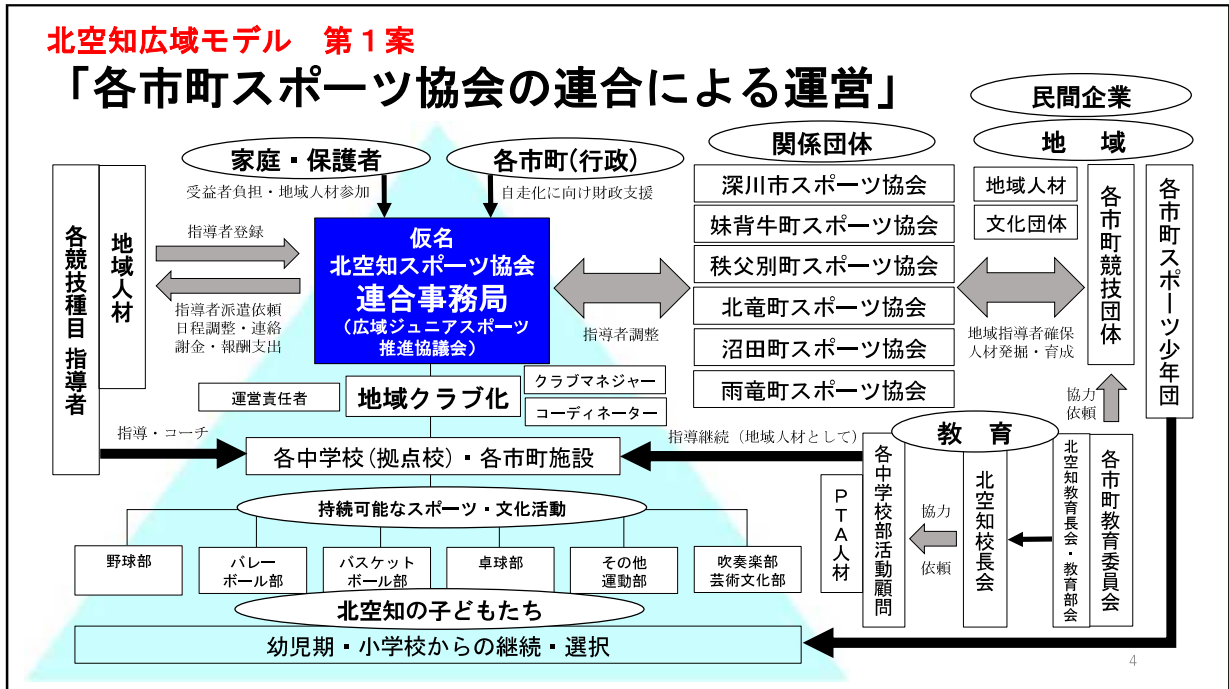 北空知広域モデル　第１案
「各市町スポーツ協会の連合による運営」
民間企業
家庭・保護者
各市町(行政)
関係団体
地　域
受益者負担・地域人材参加
自走化に向け財政支援
各競技種目 指導者
地域人材
指導者登録
指導者派遣依頼
日程調整・連絡
謝金・報酬支出
仮名
北空知スポーツ協会
連合事務局
（広域ジュニアスポーツ
推進協議会）
指導者調整
深川市スポーツ協会
妹背牛町スポーツ協会
秩父別町スポーツ協会
北竜町スポーツ協会
沼田町スポーツ協会
雨竜町スポーツ協会
地域人材
文化団体
各市町競技団体
各市町スポーツ少年団
地域指導者確保
人材発掘・育成
運営責任者
地域クラブ化
クラブマネジャー
コーディネーター
協力
依頼
指導・コーチ
各中学校(拠点校)・各市町施設
指導継続（地域人材として）
教　育
ＰＴＡ人材
各中学校部活動顧問
協力
依頼
北空知校長会
北空知教育長会・教育部会
各市町教育委員会
持続可能なスポーツ・文化活動
野球部
バレー
ボール部
バスケット
ボール部
卓球部
その他
運動部
吹奏楽部
芸術文化部
北空知の子どもたち
幼児期・小学校からの継続・選択
4